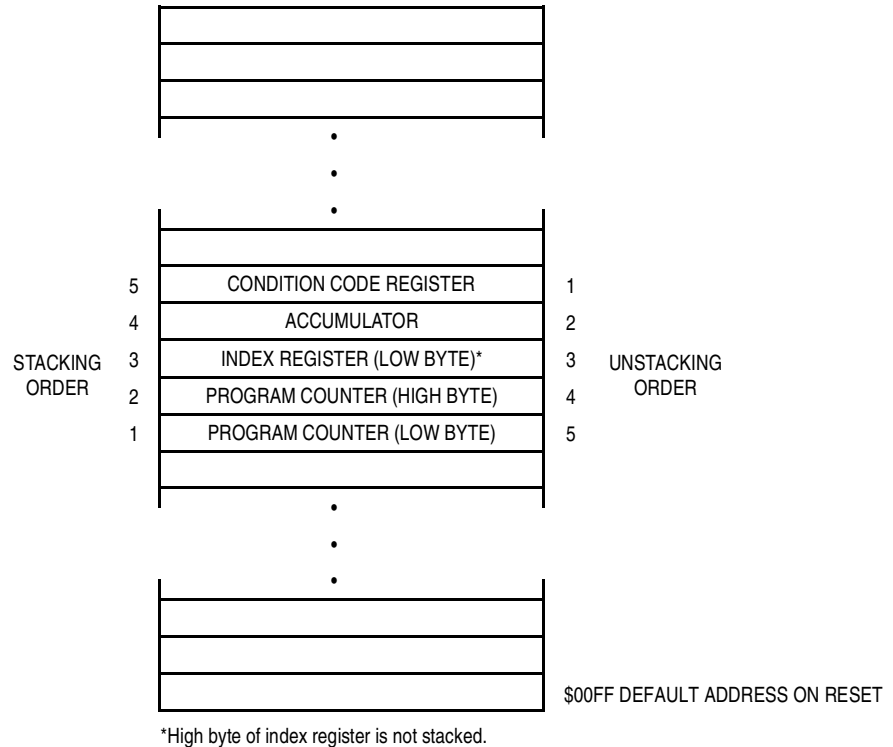 5 CONDITION CODE REGISTER 1
4 ACCUMULATOR 2
STACKING ORDER
3 INDEX REGISTER (LOW BYTE)* 3
UNSTACKING ORDER
2 PROGRAM COUNTER (HIGH BYTE) 4
1 PROGRAM COUNTER (LOW BYTE) 5
$00FF DEFAULT ADDRESS ON RESET
*High byte of index register is not stacked.